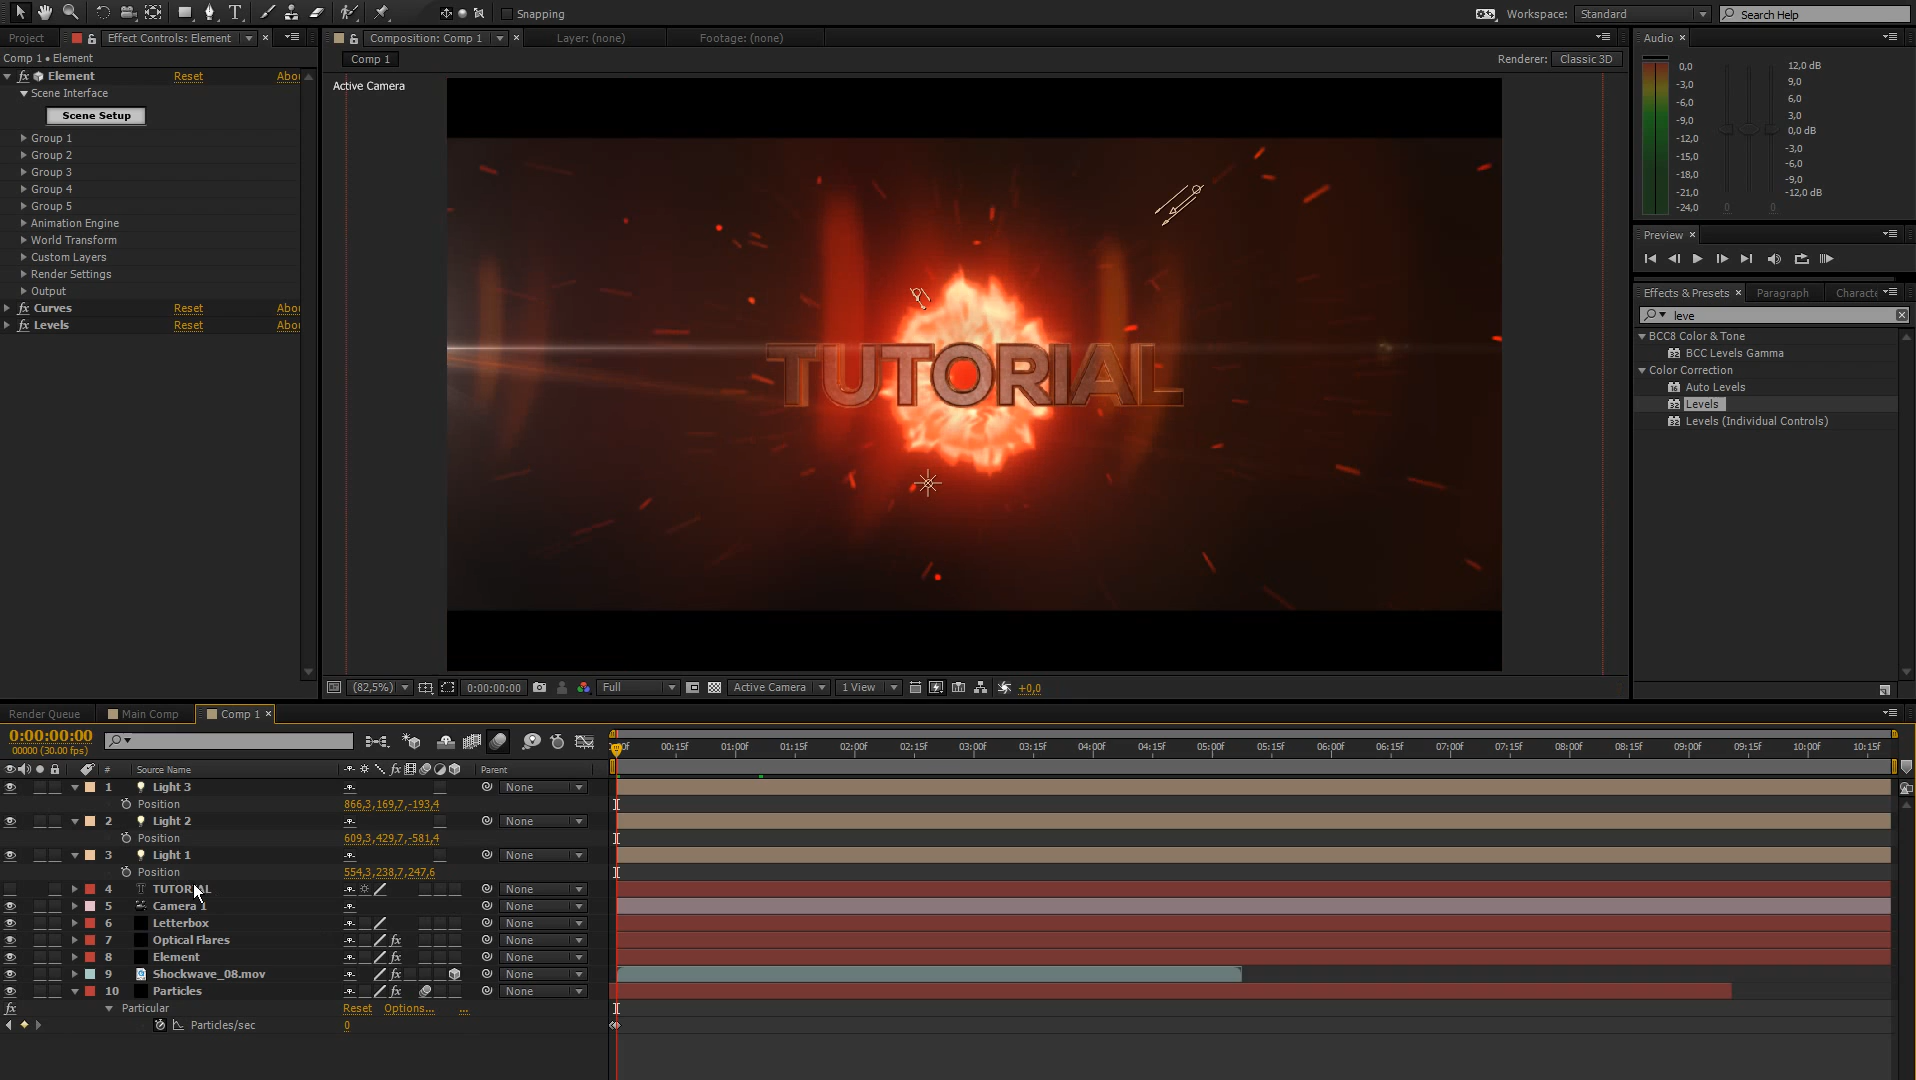 Snapping
Workspace: Standard
Search Help
Project
Effect Controls: Element
Comp 1 • Element
Element Reset Abou
Scene Interface
Scene Setup
Group 1
Group 2
Group 3
Group 4
Group 5
Animation Engine
World Transform
Custom Layers
Render Settings
Output
Curves Reset Abou
Levels Reset Abou
Composition: Comp 1
Layer: (none)
Footage: (none)
Comp 1
Renderer: Classic 3D
Active Camera
TUTORIAL
(82,5%)
0:00:00:00
Full
Active Camera
1 View
+0,0
Audio
0,0
-3,0
-6,0
-9,0
-12,0
-15,0
-18,0
-21,0
-24,0
12,0 dB
9,0
6,0
3,0
0,0 dB
-3,0
-6,0
-9,0
-12,0 dB
0 0
Preview
Effects & Presets
Paragraph
Characte
leve
BCC8 Color & Tone
BCC Levels Gamma
Color Correction
Auto Levels
Levels
Levels (Individual Controls)
Render Queue
Main Comp
Comp 1
0:00:00:00
00000 (30.00 fps)
00:15f 01:00f 01:15f 02:00f 02:15f 03:00f 03:15f 04:00f 04:15f 05:00f 05:15f 06:00f 06:15f 07:00f 07:15f 08:00f 08:15f 09:00f 09:15f 10:00f 10:15f
# Source Name Parent
1 Light 3 None
Position 866,3,169,7,-193,4
2 Light 2 None
Position 609,3,429,7,-581,4
3 Light 1 None
Position 554,3,238,7,247,6
4 TUTORIAL None
5 Camera 1 None
6 Letterbox None
7 Optical Flares fx None
8 Element fx None
9 Shockwave_08.mov fx None
10 Particles fx None
fx Particular Reset Options... ...
Particles/sec 0